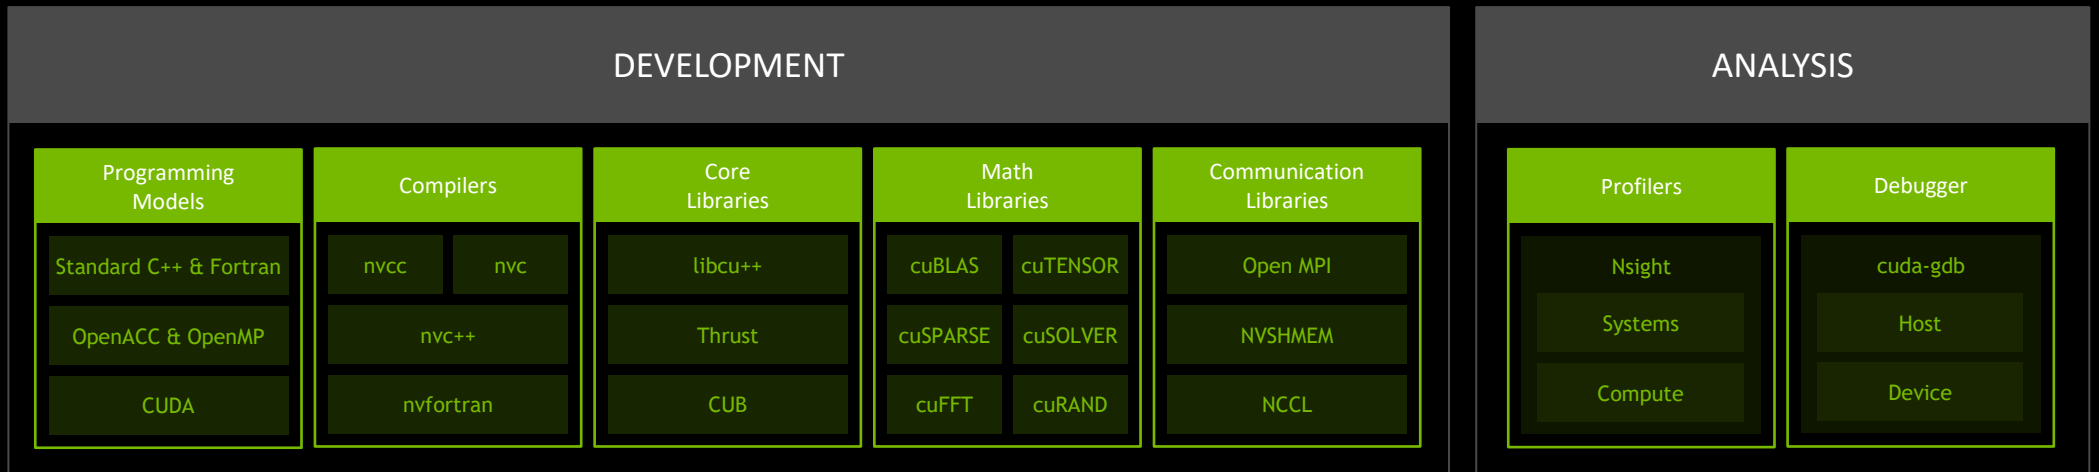 DEVELOPMENT
Programming
Models
Standard C++ & Fortran
OpenACC & OpenMP
CUDA
Compilers
nvcc
nvc
nvc++
nvfortran
Core
Libraries
libcu++
Thrust
CUB
Math
Libraries
cuBLAS
cuTENSOR
cuSPARSE
cuSOLVER
cuFFT
cuRAND
Communication
Libraries
Open MPI
NVSHMEM
NCCL
ANALYSIS
Profilers
Nsight
Systems
Compute
Debugger
cuda-gdb
Host
Device